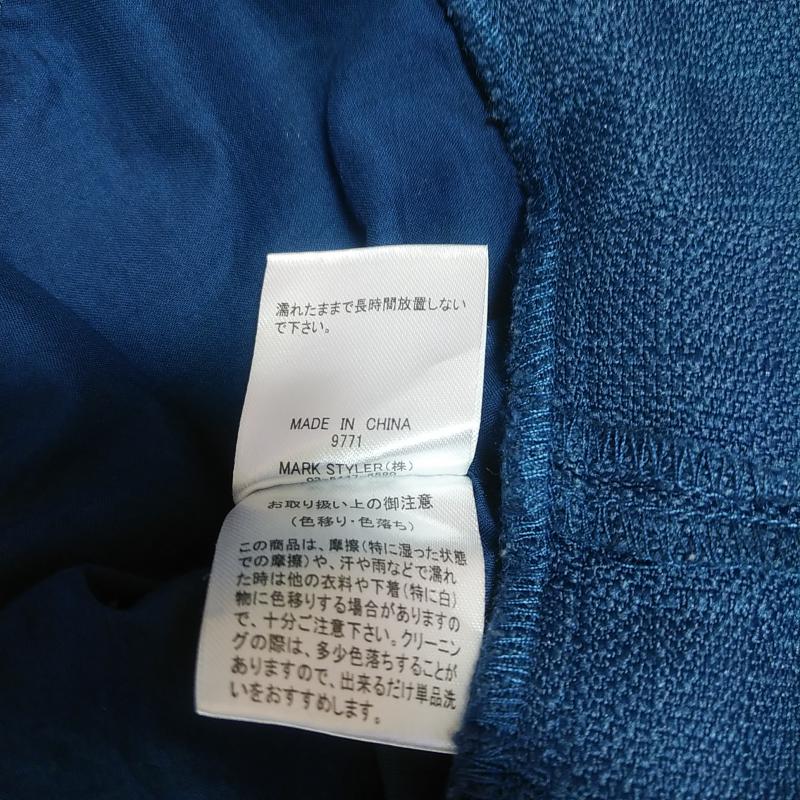 濡れたままで長時間放置しない
で下さい。
MADE IN CHINA
9771
MARK STYLER(株)
お取り扱い上の御注意
(色移り・色落ち)
この商品は、摩擦(特に湿った状態
での摩擦)や、汗や雨などで濡れ
た時は他の衣料や下着(特に白)
物に色移りする場合がありますの
で、十分ご注意下さい。クリーニン
グの際は、多少色落ちすることが
ありますので、出来るだけ単品洗
いをおすすめします。